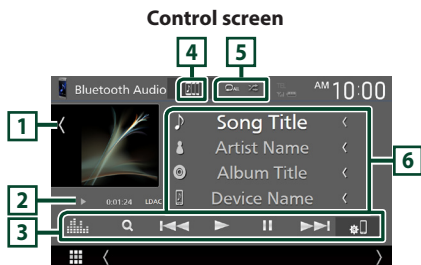 Control screen
4 5
Bluetooth Audio ALL AM 10:00
1
Song Title
Artist Name
Album Title
6
2
0:01:24 LDAC Device Name
3